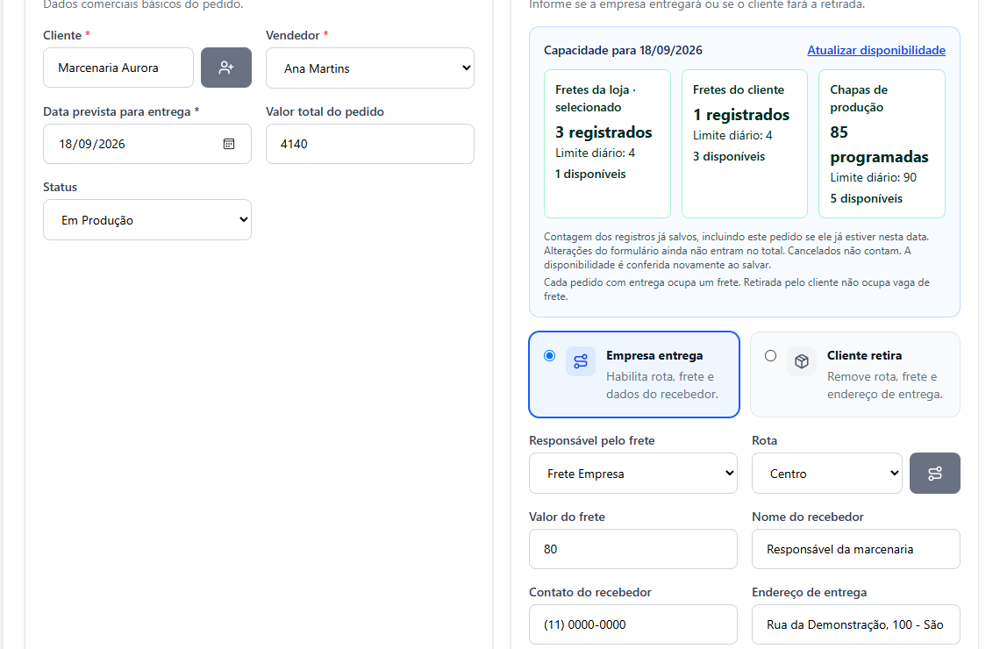 Dados comerciais básicos do pedido.
Cliente *
Marcenaria Aurora
Vendedor *
Ana Martins
Data prevista para entrega *
18/09/2026
Valor total do pedido
4140
Status
Em Produção
Informe se a empresa entregará ou se o cliente fará a retirada.
Capacidade para 18/09/2026
Atualizar disponibilidade
Fretes da loja ·
selecionado
3 registrados
Limite diário: 4
1 disponíveis
Fretes do cliente
1 registrados
Limite diário: 4
3 disponíveis
Chapas de
produção
85
programadas
Limite diário: 90
5 disponíveis
Contagem dos registros já salvos, incluindo este pedido se ele já estiver nesta data.
Alterações do formulário ainda não entram no total. Cancelados não contam. A
disponibilidade é conferida novamente ao salvar.
Cada pedido com entrega ocupa um frete. Retirada pelo cliente não ocupa vaga de
frete.
Empresa entrega
Habilita rota, frete e
dados do recebedor.
Cliente retira
Remove rota, frete e
endereço de entrega.
Responsável pelo frete
Frete Empresa
Rota
Centro
Valor do frete
80
Nome do recebedor
Responsável da marcenaria
Contato do recebedor
(11) 0000-0000
Endereço de entrega
Rua da Demonstração, 100 - São